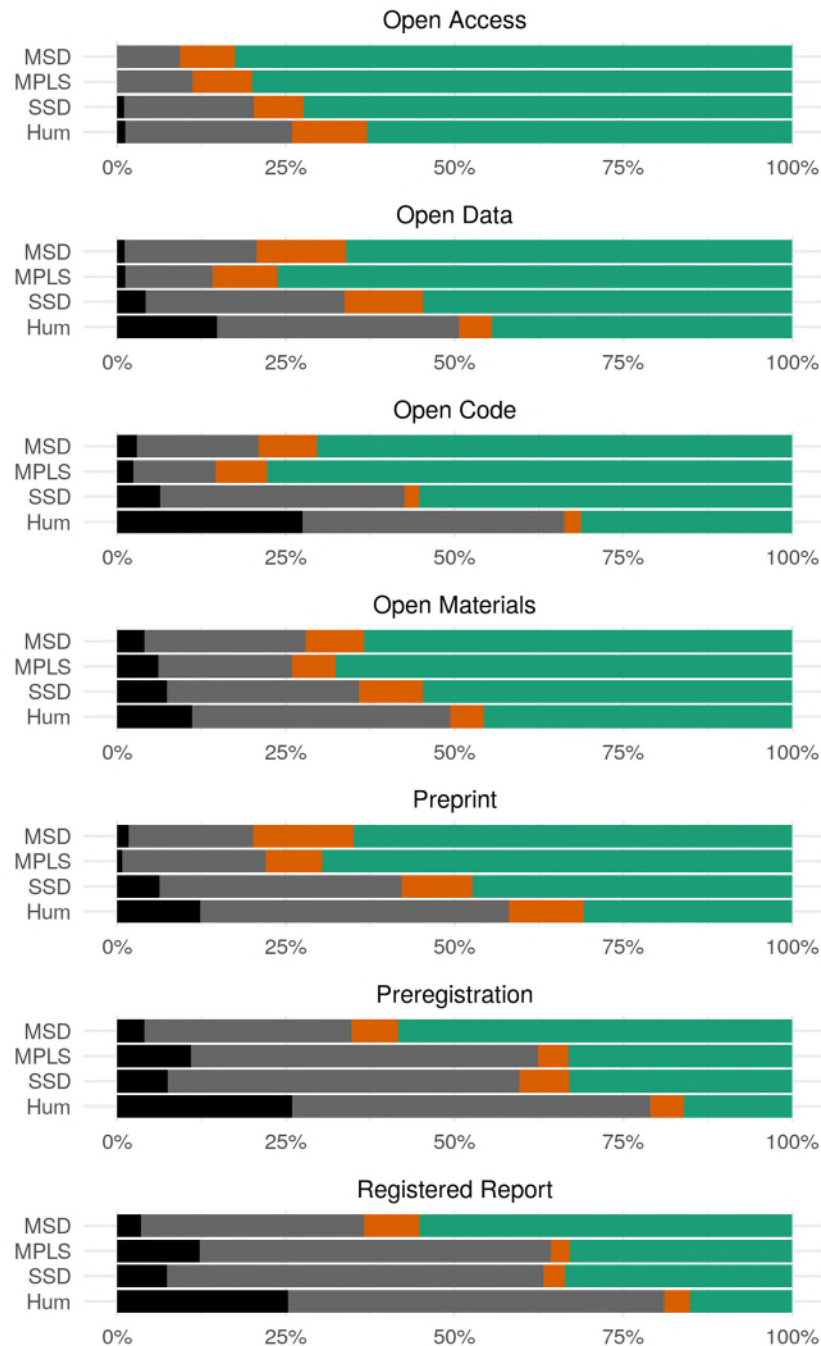 Open Access
MSD
MPLS
SSD
Hum
0% 25% 50% 75% 100%
Open Data
MSD
MPLS
SSD
Hum
0% 25% 50% 75% 100%
Open Code
MSD
MPLS
SSD
Hum
0% 25% 50% 75% 100%
Open Materials
MSD
MPLS
SSD
Hum
0% 25% 50% 75% 100%
Preprint
MSD
MPLS
SSD
Hum
0% 25% 50% 75% 100%
Preregistration
MSD
MPLS
SSD
Hum
0% 25% 50% 75% 100%
Registered Report
MSD
MPLS
SSD
Hum
0% 25% 50% 75% 100%